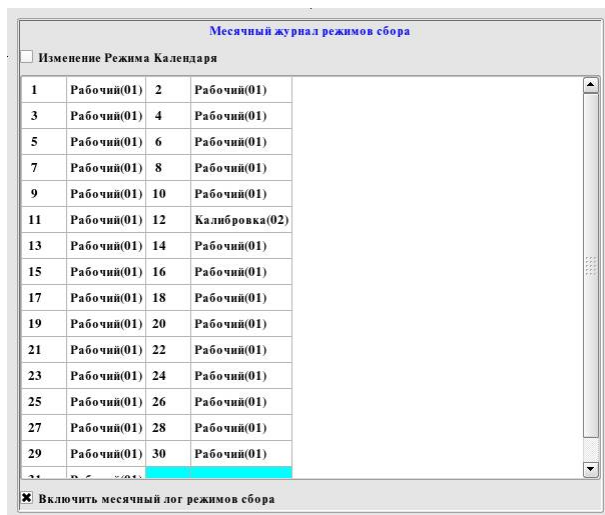 Месячный журнал режимов сбора
Изменение Режима Календаря
1 Рабочий(01) 2 Рабочий(01)
3 Рабочий(01) 4 Рабочий(01)
5 Рабочий(01) 6 Рабочий(01)
7 Рабочий(01) 8 Рабочий(01)
9 Рабочий(01) 10 Рабочий(01)
11 Рабочий(01) 12 Калибровка(02)
13 Рабочий(01) 14 Рабочий(01)
15 Рабочий(01) 16 Рабочий(01)
17 Рабочий(01) 18 Рабочий(01)
19 Рабочий(01) 20 Рабочий(01)
21 Рабочий(01) 22 Рабочий(01)
23 Рабочий(01) 24 Рабочий(01)
25 Рабочий(01) 26 Рабочий(01)
27 Рабочий(01) 28 Рабочий(01)
29 Рабочий(01) 30 Рабочий(01)
Включить месячный лог режимов сбора